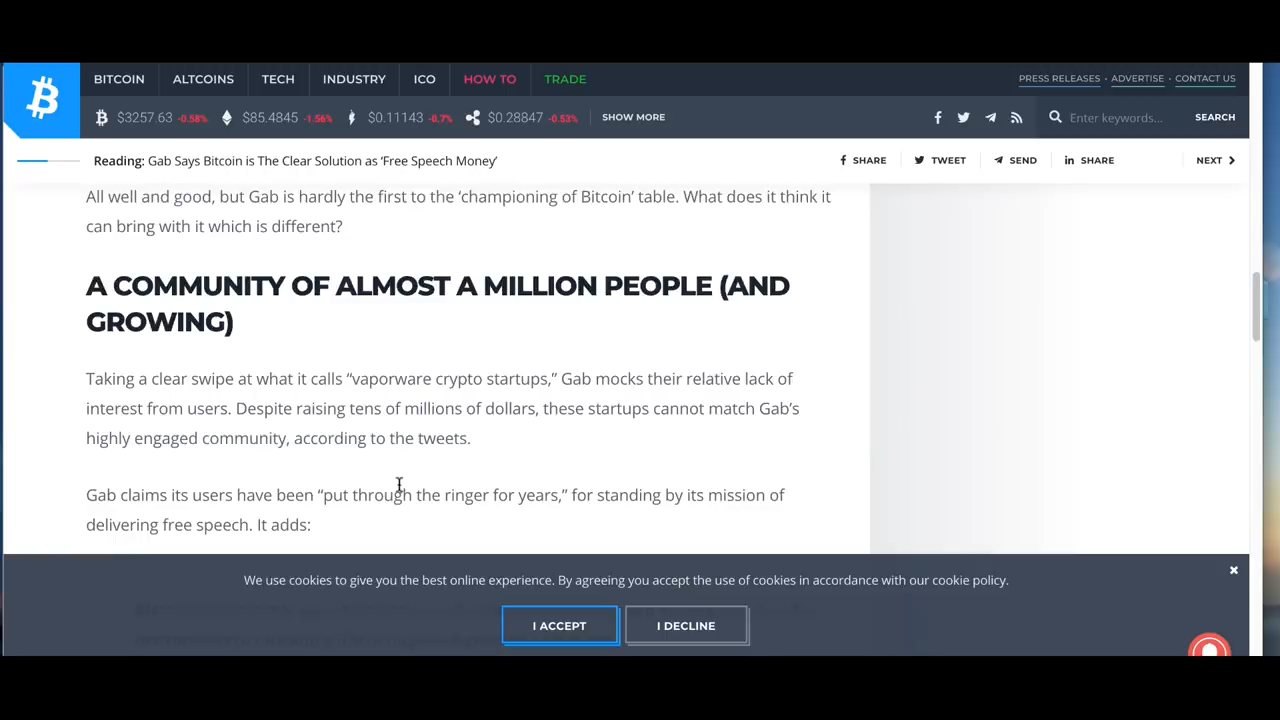 BITCOIN ALTCOINS TECH INDUSTRY ICO HOW TO TRADE PRESS RELEASES · ADVERTISE · CONTACT US
$3257.63 -0.58% $85.4845 -1.56% $0.11143 -0.7% $0.28847 -0.53% SHOW MORE Enter keywords... SEARCH
Reading: Gab Says Bitcoin is The Clear Solution as ‘Free Speech Money’ SHARE TWEET SEND SHARE NEXT
All well and good, but Gab is hardly the first to the ‘championing of Bitcoin’ table. What does it think it
can bring with it which is different?
A COMMUNITY OF ALMOST A MILLION PEOPLE (AND
GROWING)
Taking a clear swipe at what it calls “vaporware crypto startups,” Gab mocks their relative lack of
interest from users. Despite raising tens of millions of dollars, these startups cannot match Gab’s
highly engaged community, according to the tweets.
Gab claims its users have been “put through the ringer for years,” for standing by its mission of
delivering free speech. It adds:
We use cookies to give you the best online experience. By agreeing you accept the use of cookies in accordance with our cookie policy.
I ACCEPT I DECLINE